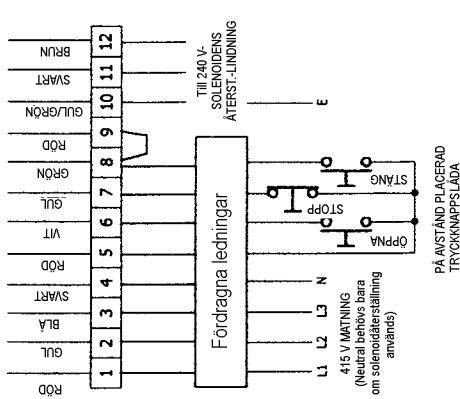 BRUN
SVART
GUL/GRÖN
RÖD
GRÖN
GUL
VIT
RÖD
SVART
BLÅ
GUL
RÖD
12
11
10
9
8
7
6
5
4
3
2
1
Till 240 V-
SOLENOIDENS
ÅTERST.-LINDNING
Fördragna ledningar
E
STÄNG
STOPP
ÖPPNA
N
L3
L2
L1
415 V MATNING
(Neutral behövs bara
om solenoidåterställning
används)
PÅ AVSTÅND PLACERAD
TRYCKKNAPPSLÅDA